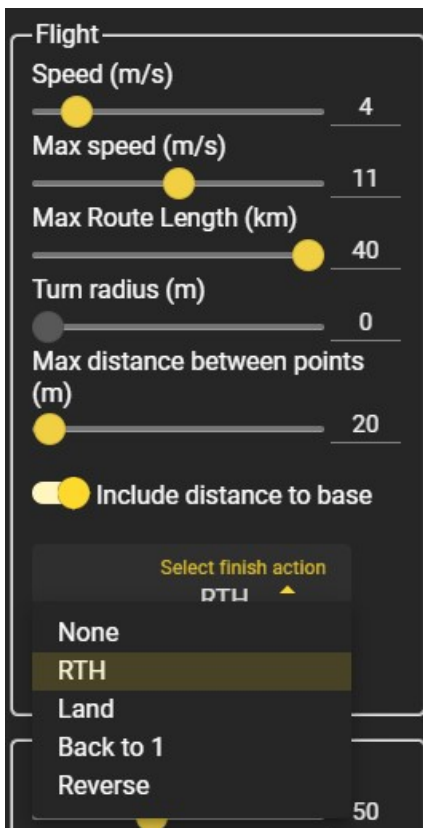 Flight
Speed (m/s)
4
Max speed (m/s)
11
Max Route Length (km)
40
Turn radius (m)
0
Max distance between points
(m)
20
Include distance to base
Select finish action
RTH
None
RTH
Land
Back to 1
Reverse
50